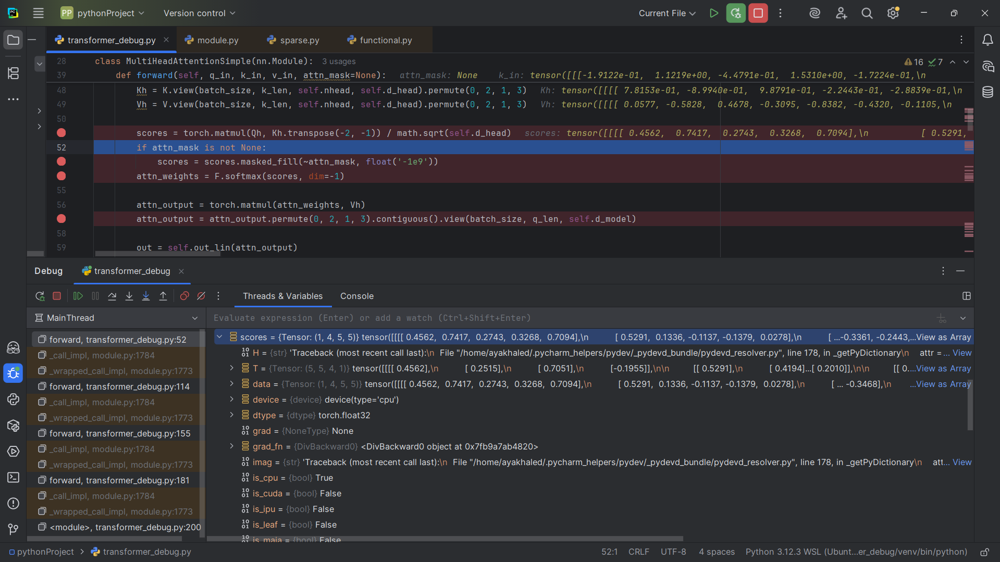 PP pythonProject Version control Current File
transformer_debug.py module.py sparse.py functional.py
28 class MultiHeadAttentionSimple(nn.Module): 3 usages 16 7
39 def forward(self, q_in, k_in, v_in, attn_mask=None): attn_mask: None k_in: tensor([[[-1.9122e-01, 1.1219e+00, -4.4791e-01, 1.5310e+00, -1.7224e-01,\n
48 Kh = K.view(batch_size, k_len, self.nhead, self.d_head).permute(0, 2, 1, 3) Kh: tensor([[[[ 7.8153e-01, -8.9940e-01, 9.8791e-01, -2.2443e-01, -2.8839e-01,\n
49 Vh = V.view(batch_size, k_len, self.nhead, self.d_head).permute(0, 2, 1, 3) Vh: tensor([[[[ 0.0577, -0.5828, 0.4678, -0.3095, -0.8382, -0.4320, -0.1105,\n
50
scores = torch.matmul(Qh, Kh.transpose(-2, -1)) / math.sqrt(self.d_head) scores: tensor([[[[ 0.4562, 0.7417, 0.2743, 0.3268, 0.7094],\n [ 0.5291,
52 if attn_mask is not None:
scores = scores.masked_fill(~attn_mask, float('-1e9'))
attn_weights = F.softmax(scores, dim=-1)
55
56 attn_output = torch.matmul(attn_weights, Vh)
attn_output = attn_output.permute(0, 2, 1, 3).contiguous().view(batch_size, q_len, self.d_model)
58
59 out = self.out_lin(attn_output)
Debug transformer_debug
Threads & Variables Console
MainThread Evaluate expression (Enter) or add a watch (Ctrl+Shift+Enter)
forward, transformer_debug.py:52
_call_impl, module.py:1784
_wrapped_call_impl, module.py:1773
forward, transformer_debug.py:114
_call_impl, module.py:1784
_wrapped_call_impl, module.py:1773
forward, transformer_debug.py:155
_call_impl, module.py:1784
_wrapped_call_impl, module.py:1773
forward, transformer_debug.py:181
_call_impl, module.py:1784
_wrapped_call_impl, module.py:1773
<module>, transformer_debug.py:200
scores = {Tensor: (1, 4, 5, 5)} tensor([[[[ 0.4562, 0.7417, 0.2743, 0.3268, 0.7094],\n [ 0.5291, 0.1336, -0.1137, -0.1379, 0.0278],\n [ ...-0.3361, -0.2443,...View as Array
H = {str} 'Traceback (most recent call last):\n File "/home/ayakhaled/.pycharm_helpers/pydev/_pydevd_bundle/pydevd_resolver.py", line 178, in _getPyDictionary\n attr =... View
T = {Tensor: (5, 5, 4, 1)} tensor([[[[ 0.4562],\n [ 0.2515],\n [ 0.7051],\n [-0.1955]],\n\n [[ 0.5291],\n [ 0.4194]...[ 0.2010]],\n\n [[ 0....View as Array
data = {Tensor: (1, 4, 5, 5)} tensor([[[[ 0.4562, 0.7417, 0.2743, 0.3268, 0.7094],\n [ 0.5291, 0.1336, -0.1137, -0.1379, 0.0278],\n [ ... -0.3468],\n ...View as Array
device = {device} device(type='cpu')
dtype = {dtype} torch.float32
grad = {NoneType} None
grad_fn = {DivBackward0} <DivBackward0 object at 0x7fb9a7ab4820>
imag = {str} 'Traceback (most recent call last):\n File "/home/ayakhaled/.pycharm_helpers/pydev/_pydevd_bundle/pydevd_resolver.py", line 178, in _getPyDictionary\n att... View
is_cpu = {bool} True
is_cuda = {bool} False
is_ipu = {bool} False
is_leaf = {bool} False
is_maia = {bool} False
pythonProject transformer_debug.py 52:1 CRLF UTF-8 4 spaces Python 3.12.3 WSL (Ubunt...er_debug/venv/bin/python)